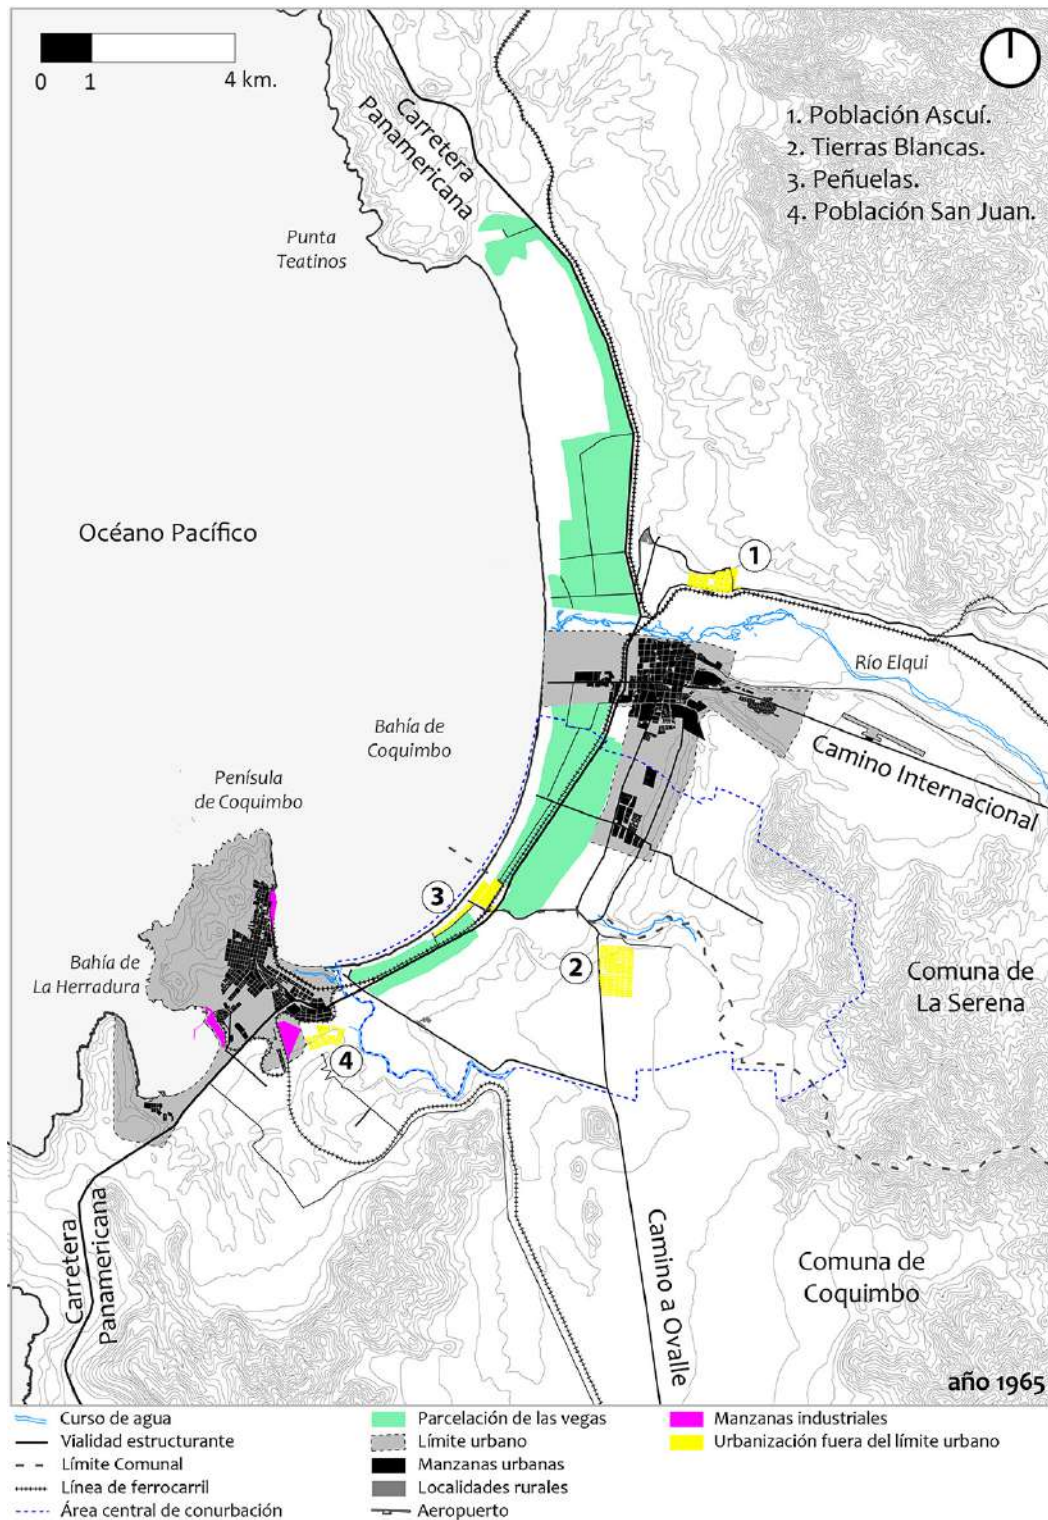 0 1 4 km.
Carretera
Panamericana
1. Población Ascuí.
2. Tierras Blancas.
3. Peñuelas.
4. Población San Juan.
Punta
Teatinos
Océano Pacífico
1
Río Elqui
Bahía de
Coquimbo
Camino Internacional
Penísula
de Coquimbo
3
Bahía de
La Herradura
2
Comuna de
La Serena
4
Carretera
Panamericana
Camino a Ovalle
Comuna de
Coquimbo
año 1965
Curso de agua
Vialidad estructurante
Límite Comunal
Línea de ferrocarril
Área central de conurbación
Parcelación de las vegas
Límite urbano
Manzanas urbanas
Localidades rurales
Aeropuerto
Manzanas industriales
Urbanización fuera del límite urbano